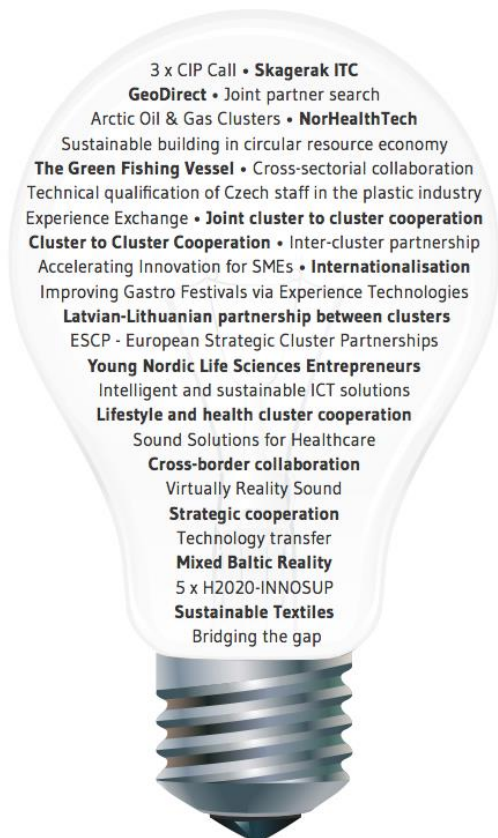 3 x CIP Call • Skagerak ITC
GeoDirect • Joint partner search
Arctic Oil & Gas Clusters • NorHealthTech
Sustainable building in circular resource economy
The Green Fishing Vessel • Cross-sectorial collaboration
Technical qualification of Czech staff in the plastic industry
Experience Exchange • Joint cluster to cluster cooperation
Cluster to Cluster Cooperation • Inter-cluster partnership
Accelerating Innovation for SMEs • Internationalisation
Improving Gastro Festivals via Experience Technologies
Latvian-Lithuanian partnership between clusters
ESCP - European Strategic Cluster Partnerships
Young Nordic Life Sciences Entrepreneurs
Intelligent and sustainable ICT solutions
Lifestyle and health cluster cooperation
Sound Solutions for Healthcare
Cross-border collaboration
Virtually Reality Sound
Strategic cooperation
Technology transfer
Mixed Baltic Reality
5 x H2020-INNOSUP
Sustainable Textiles
Bridging the gap